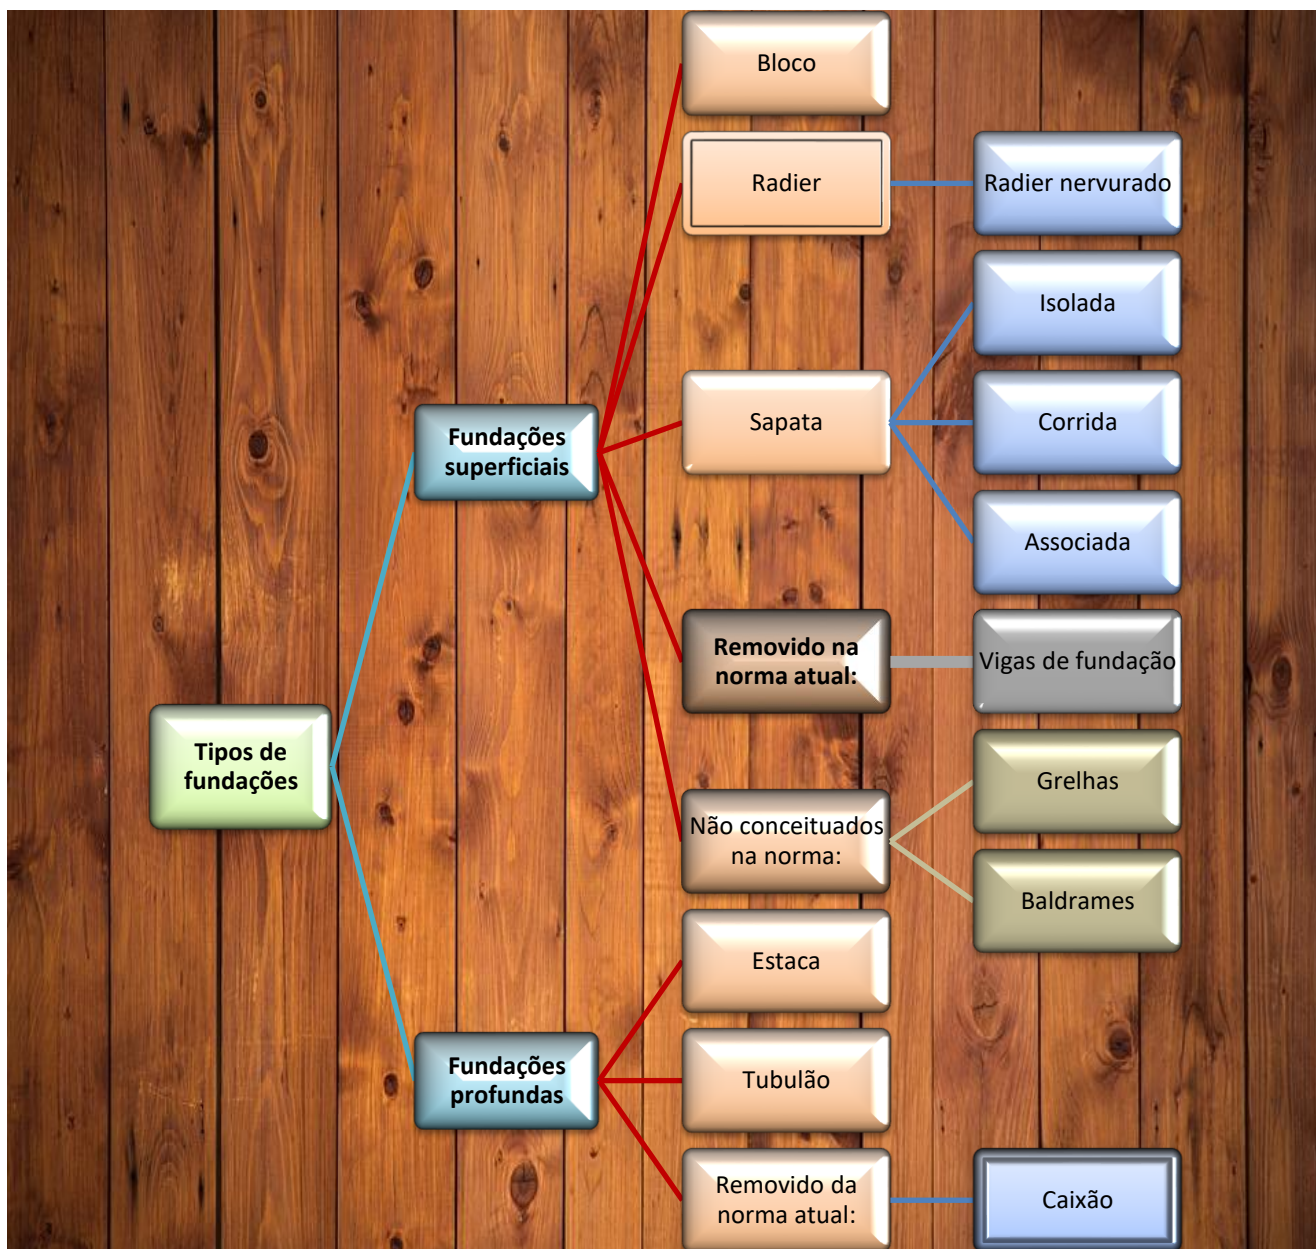 Bloco
Radier
Radier nervurado
Isolada
Fundações
superficiais
Sapata
Corrida
Associada
Removido na
norma atual:
Vigas de fundação
Tipos de
fundações
Grelhas
Não conceituados
na norma:
Baldrames
Estaca
Fundações
profundas
Tubulão
Removido da
norma atual:
Caixão